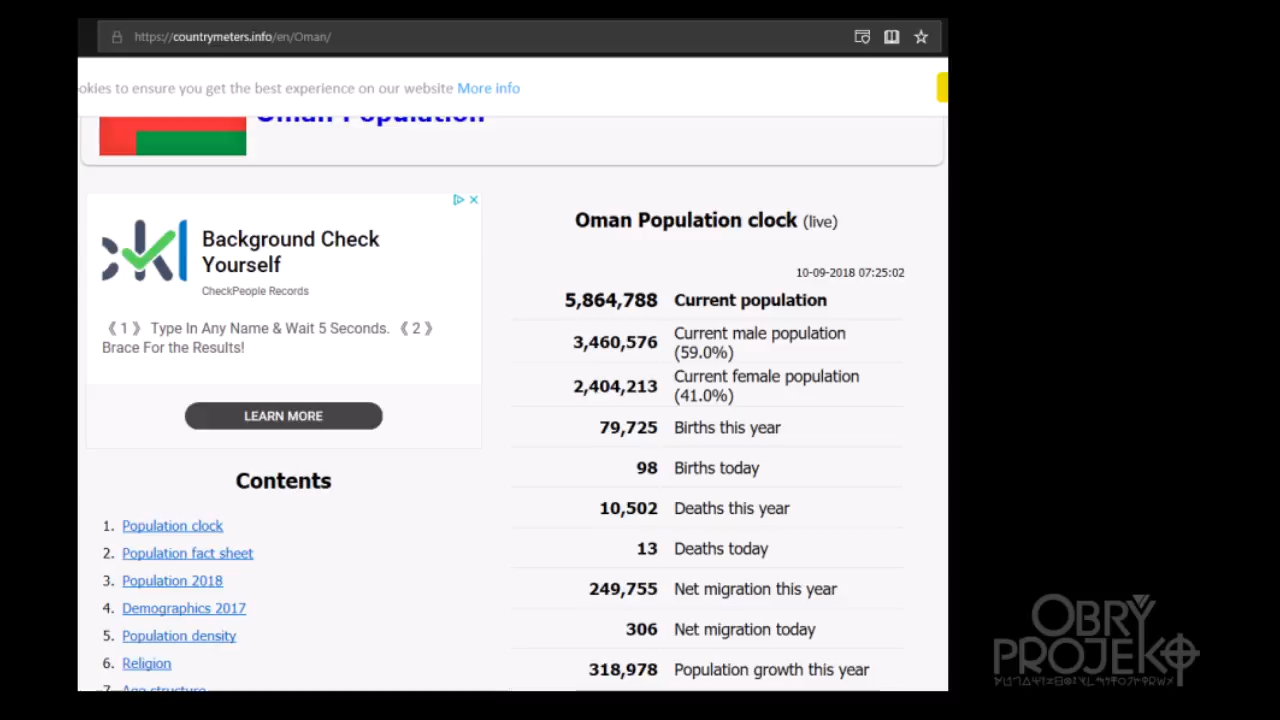 https://countrymeters.info/en/Oman/
okies to ensure you get the best experience on our website More info
Oman Population
Background Check
Yourself
CheckPeople Records
《 1 》 Type In Any Name & Wait 5 Seconds. 《 2 》
Brace For the Results!
LEARN MORE
Contents
1. Population clock
2. Population fact sheet
3. Population 2018
4. Demographics 2017
5. Population density
6. Religion
7. Age structure
Oman Population clock (live)
10-09-2018 07:25:02
5,864,788 Current population
3,460,576 Current male population
(59.0%)
2,404,213 Current female population
(41.0%)
79,725 Births this year
98 Births today
10,502 Deaths this year
13 Deaths today
249,755 Net migration this year
306 Net migration today
318,978 Population growth this year
OBRY
PROJEKT